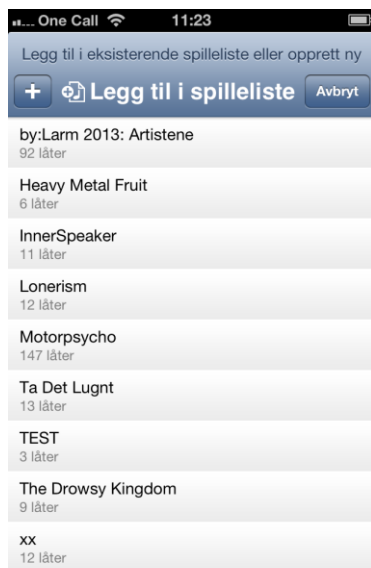 One Call 11:23
Legg til i eksisterende spilleliste eller opprett ny
+ Legg til i spilleliste Avbryt
by:Larm 2013: Artistene
92 låter
Heavy Metal Fruit
6 låter
InnerSpeaker
11 låter
Lonerism
12 låter
Motorpsycho
147 låter
Ta Det Lugnt
13 låter
TEST
3 låter
The Drowsy Kingdom
9 låter
xx
12 låter